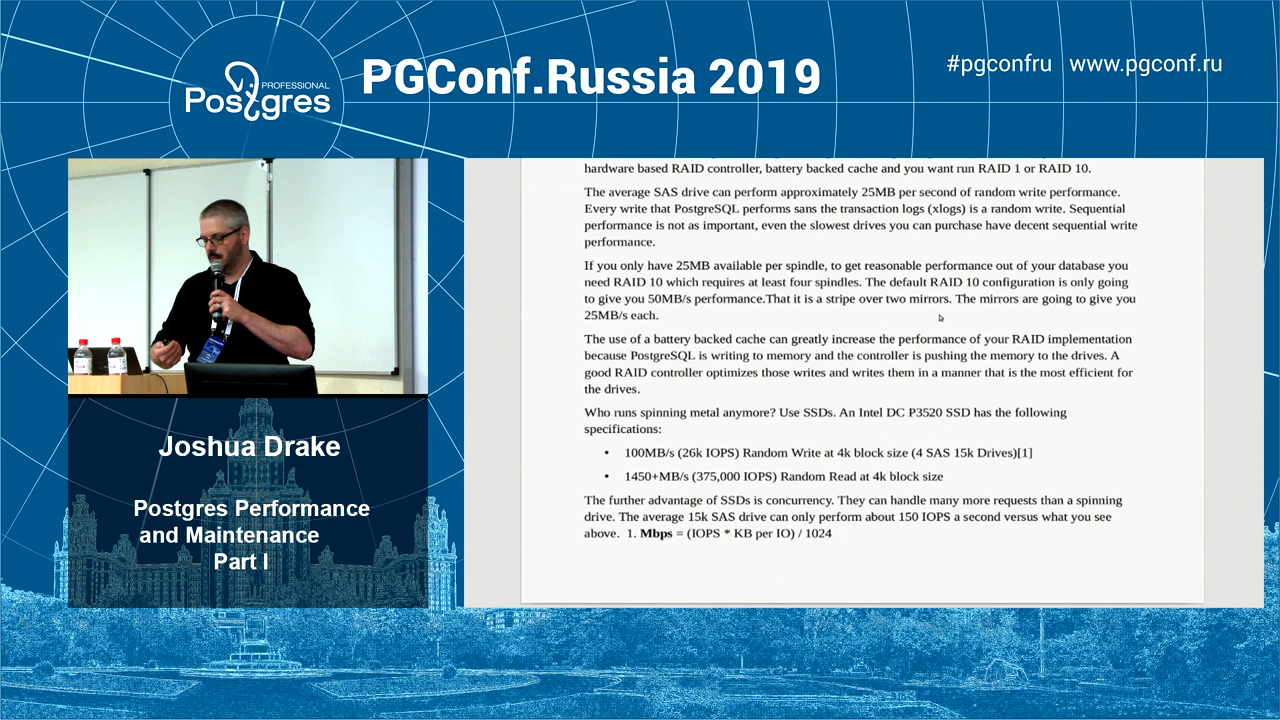 PROFESSIONAL
Postgres
PGConf.Russia 2019
#pgconfru www.pgconf.ru
hardware based RAID controller, battery backed cache and you want run RAID 1 or RAID 10.
The average SAS drive can perform approximately 25MB per second of random write performance.
Every write that PostgreSQL performs sans the transaction logs (xlogs) is a random write. Sequential
performance is not as important, even the slowest drives you can purchase have decent sequential write
performance.
If you only have 25MB available per spindle, to get reasonable performance out of your database you
need RAID 10 which requires at least four spindles. The default RAID 10 configuration is only going
to give you 50MB/s performance.That it is a stripe over two mirrors. The mirrors are going to give you
25MB/s each.
The use of a battery backed cache can greatly increase the performance of your RAID implementation
because PostgreSQL is writing to memory and the controller is pushing the memory to the drives. A
good RAID controller optimizes those writes and writes them in a manner that is the most efficient for
the drives.
Who runs spinning metal anymore? Use SSDs. An Intel DC P3520 SSD has the following
specifications:
• 100MB/s (26k IOPS) Random Write at 4k block size (4 SAS 15k Drives)[1]
• 1450+MB/s (375,000 IOPS) Random Read at 4k block size
The further advantage of SSDs is concurrency. They can handle many more requests than a spinning
drive. The average 15k SAS drive can only perform about 150 IOPS a second versus what you see
above. 1. Mbps = (IOPS * KB per IO) / 1024
Joshua Drake
Postgres Performance
and Maintenance
Part I